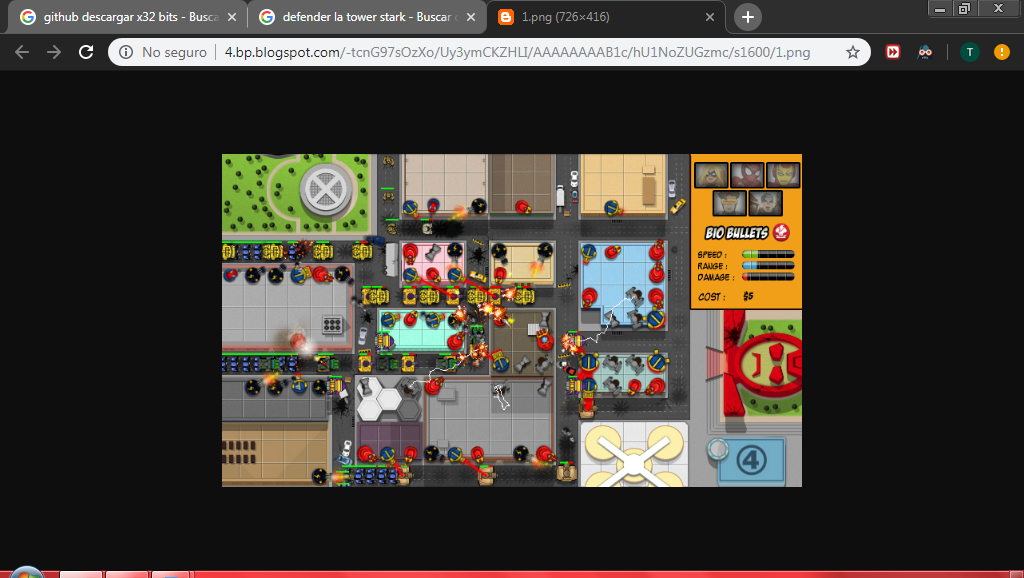 github descargar x32 bits - Busca
defender la tower stark - Buscar c
1.png (726×416)
No seguro
4.bp.blogspot.com/-tcnG97sOzXo/Uy3ymCKZHLI/AAAAAAAAB1c/hU1NoZUGzmc/s1600/1.png
T
BIO BULLETS
SPEED :
RANGE :
DAMAGE :
COST : $5
4